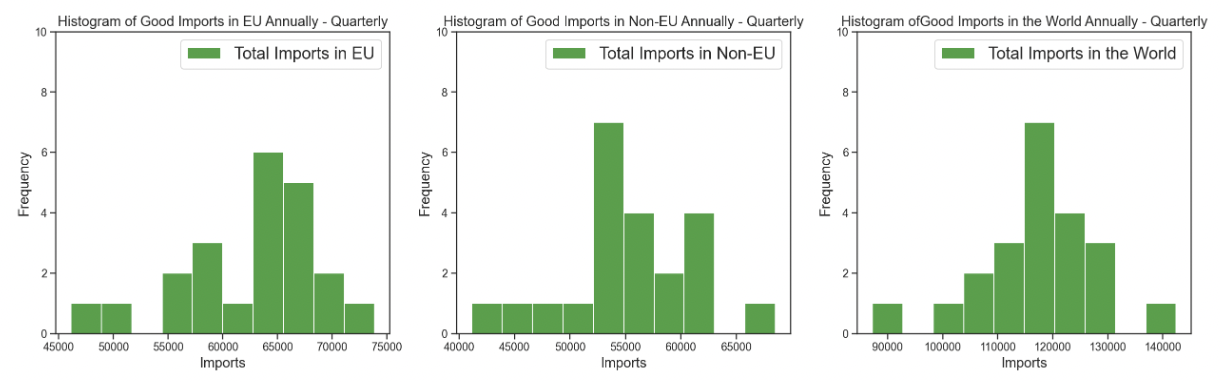 Histogram of Good Imports in EU Annually - Quarterly
10
8
6
4
2
0
Frequency
Total Imports in EU
45000 50000 55000 60000 65000 70000 75000
Imports
Histogram of Good Imports in Non-EU Annually - Quarterly
10
8
6
4
2
0
Frequency
Total Imports in Non-EU
40000 45000 50000 55000 60000 65000
Imports
Histogram ofGood Imports in the World Annually - Quarterly
10
8
6
4
2
0
Frequency
Total Imports in the World
90000 100000 110000 120000 130000 140000
Imports